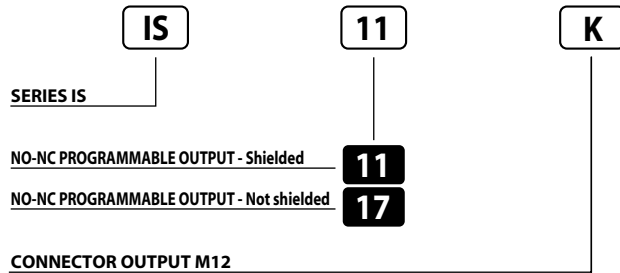 IS 11 K
SERIES IS
NO-NC PROGRAMMABLE OUTPUT - Shielded 11
NO-NC PROGRAMMABLE OUTPUT - Not shielded 17
CONNECTOR OUTPUT M12